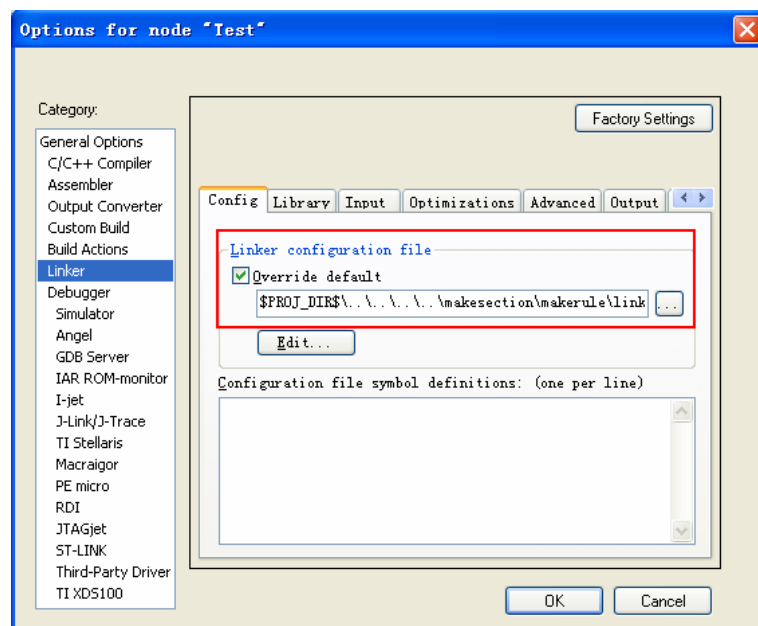 Options for node "Test"
Category:
Factory Settings
General Options
C/C++ Compiler
Assembler
Output Converter
Custom Build
Build Actions
Linker
Debugger
Simulator
Angel
GDB Server
IAR ROM-monitor
I-jet
J-Link/J-Trace
TI Stellaris
Macraigor
PE micro
RDI
JTAGjet
ST-LINK
Third-Party Driver
TI XDS100
Config Library Input Optimizations Advanced Output
Linker configuration file
Override default
$PROJ_DIR$\..\..\..\..\makesection\makerule\link ...
Edit...
Configuration file symbol definitions: (one per line)
OK Cancel